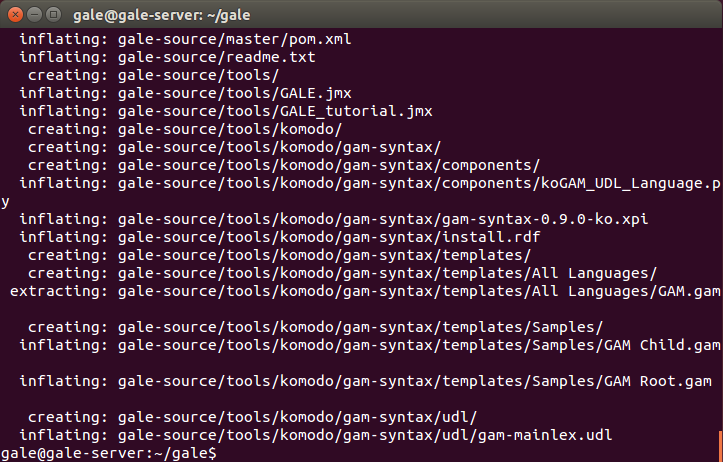 gale@gale-server: ~/gale
inflating: gale-source/master/pom.xml
inflating: gale-source/readme.txt
creating: gale-source/tools/
inflating: gale-source/tools/GALE.jmx
inflating: gale-source/tools/GALE_tutorial.jmx
creating: gale-source/tools/komodo/
creating: gale-source/tools/komodo/gam-syntax/
creating: gale-source/tools/komodo/gam-syntax/components/
inflating: gale-source/tools/komodo/gam-syntax/components/koGAM_UDL_Language.p
y
inflating: gale-source/tools/komodo/gam-syntax/gam-syntax-0.9.0-ko.xpi
inflating: gale-source/tools/komodo/gam-syntax/install.rdf
creating: gale-source/tools/komodo/gam-syntax/templates/
creating: gale-source/tools/komodo/gam-syntax/templates/All Languages/
extracting: gale-source/tools/komodo/gam-syntax/templates/All Languages/GAM.gam
creating: gale-source/tools/komodo/gam-syntax/templates/Samples/
inflating: gale-source/tools/komodo/gam-syntax/templates/Samples/GAM Child.gam
inflating: gale-source/tools/komodo/gam-syntax/templates/Samples/GAM Root.gam
creating: gale-source/tools/komodo/gam-syntax/udl/
inflating: gale-source/tools/komodo/gam-syntax/udl/gam-mainlex.udl
gale@gale-server:~/gale$